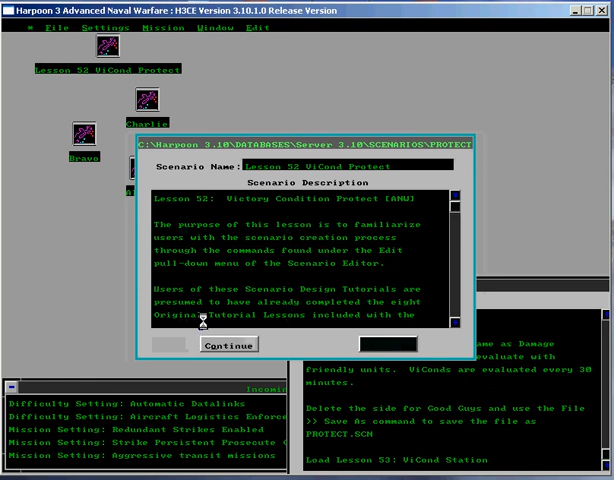 Harpoon 3 Advanced Naval Warfare : H3CE Version 3.10.1.0 Release Version
* File Settings Mission Window Edit
Lesson 52 ViCond Protect
Charlie
Bravo
C:\Harpoon 3.10\DATABASES\Server 3.10\SCENARIOS\PROTECT
Scenario Name: Lesson 52 ViCond Protect
Scenario Description
Lesson 52: Victory Condition Protect [ANW]
The purpose of this lesson is to familiarize
users with the scenario creation process
through the commands found under the Edit
pull-down menu of the Scenario Editor.
Users of these Scenario Design Tutorials are
presumed to have already completed the eight
Original Tutorial Lessons included with the
Continue
Incomin
Difficulty Setting: Automatic Datalinks
Difficulty Setting: Aircraft Logistics Enforce
Mission Setting: Redundant Strikes Enabled
Mission Setting: Strike Persistent Prosecute
Mission Setting: Aggressive transit missions
ame as Damage
evaluate with
friendly units. ViConds are evaluated every 30
minutes.
Delete the side for Good Guys and use the File
>> Save As command to save the file as
PROTECT.SCN
Load Lesson 53: ViCond Station